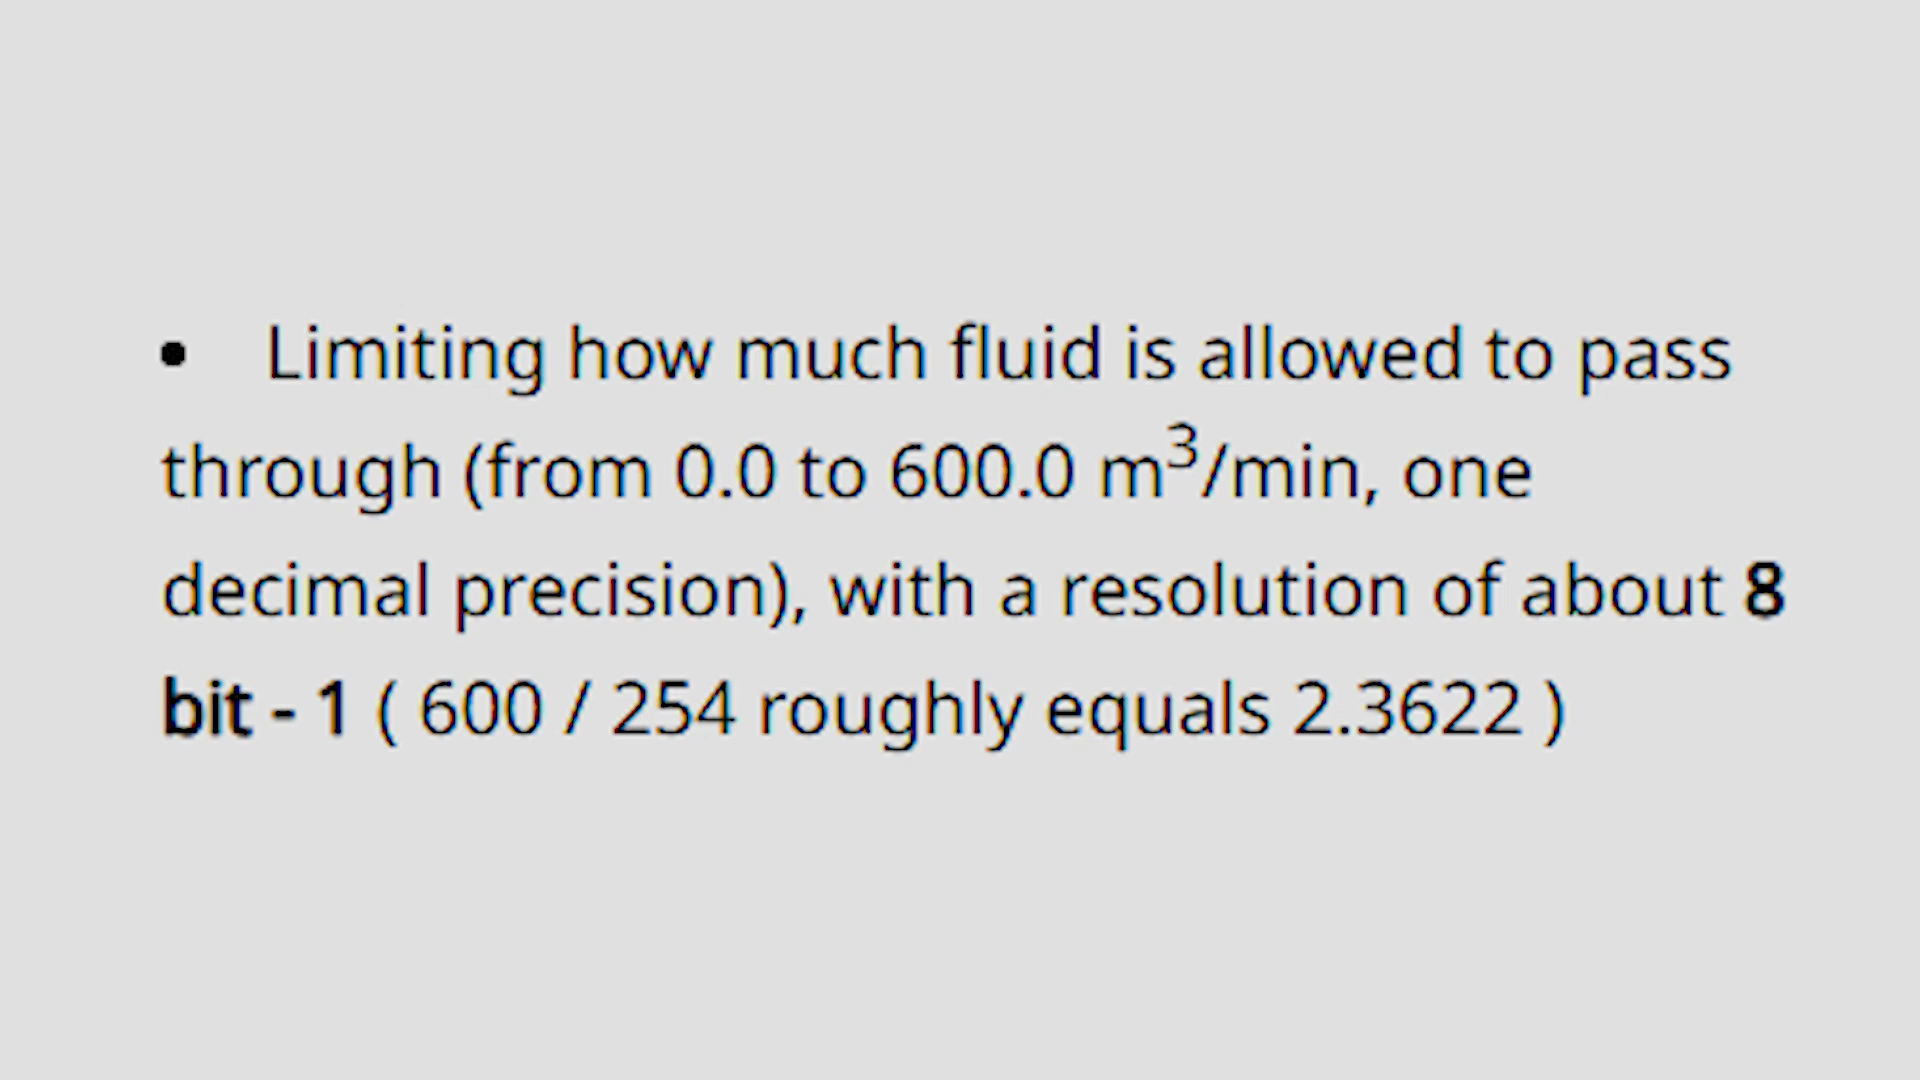 • Limiting how much fluid is allowed to pass
through (from 0.0 to 600.0 m³/min, one
decimal precision), with a resolution of about 8
bit - 1 ( 600 / 254 roughly equals 2.3622 )